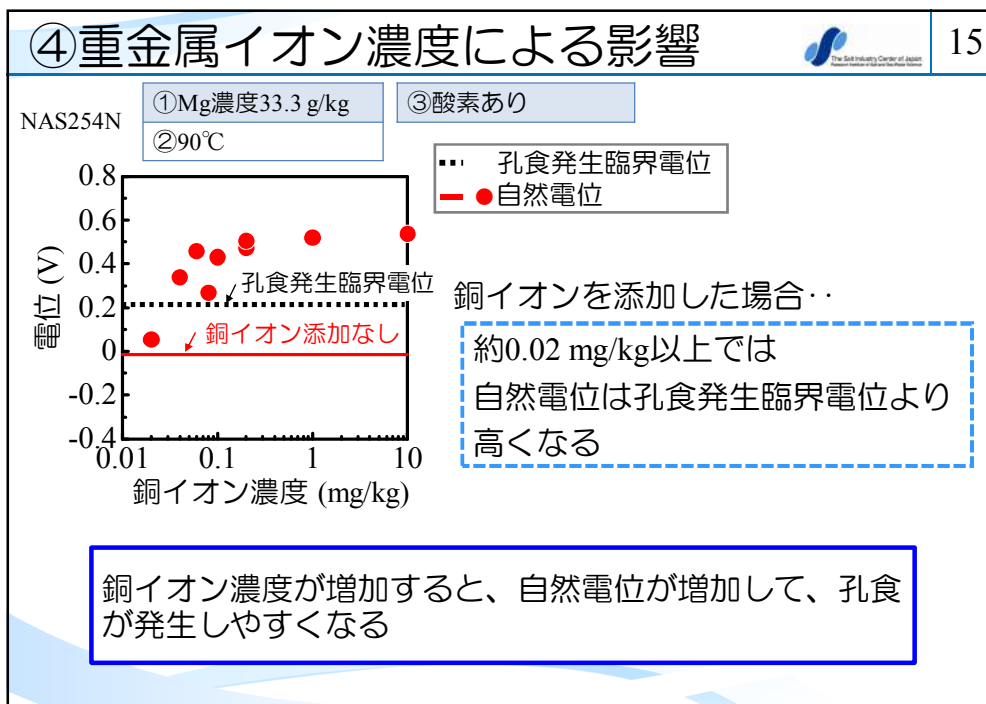 ④重金属イオン濃度による影響
The Salt Industry Center of Japan
15
NAS254N
①Mg濃度33.3 g/kg
②90℃
③酸素あり
孔食発生臨界電位
自然電位
電位 (V)
0.8
0.6
0.4
0.2
0
-0.2
-0.4
孔食発生臨界電位
銅イオン添加なし
0.01
0.1
1
10
銅イオン濃度 (mg/kg)
銅イオンを添加した場合‥
約0.02 mg/kg以上では
自然電位は孔食発生臨界電位より
高くなる
銅イオン濃度が増加すると、自然電位が増加して、孔食
が発生しやすくなる